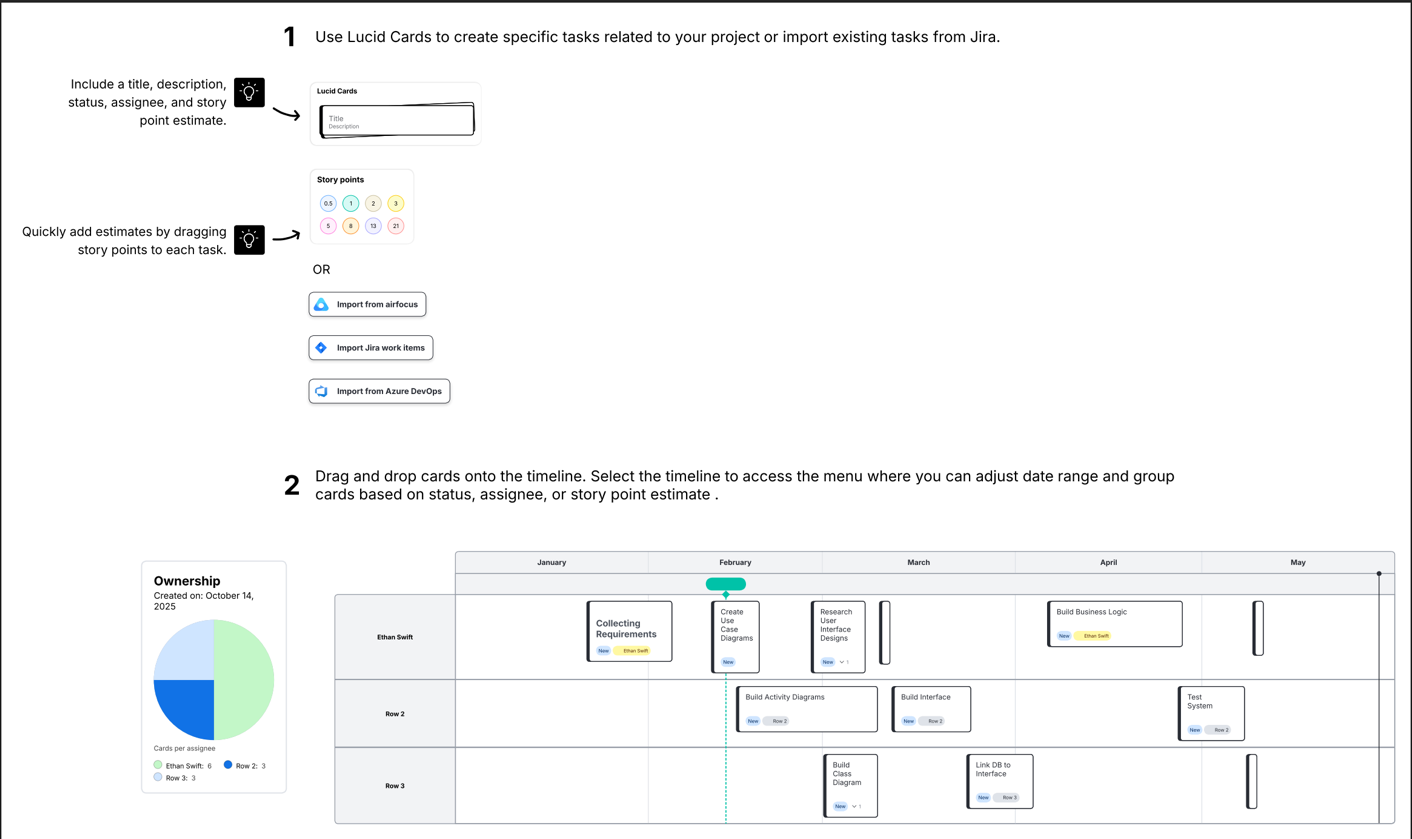 1
Use Lucid Cards to create specific tasks related to your project or import existing tasks from Jira.
Include a title, description,
status, assignee, and story
point estimate.
Lucid Cards
Title
Description
Story points
0.5 1 2 3
5 8 13 21
Quickly add estimates by dragging
story points to each task.
OR
Import from airfocus
Import Jira work items
Import from Azure DevOps
2
Drag and drop cards onto the timeline. Select the timeline to access the menu where you can adjust date range and group
cards based on status, assignee, or story point estimate .
Ownership
Created on: October 14,
2025
Cards per assignee
Ethan Swift: 6 Row 2: 3
Row 3: 3
January February March April May
Ethan Swift
Collecting
Requirements
New Ethan Swift
Create
Use
Case
Diagrams
New
Research
User
Interface
Designs
New 1
Build Business Logic
New Ethan Swift
Row 2
Build Activity Diagrams
New Row 2
Build Interface
New Row 2
Test
System
New Row 2
Row 3
Build
Class
Diagram
New 1
Link DB to
Interface
New Row 3